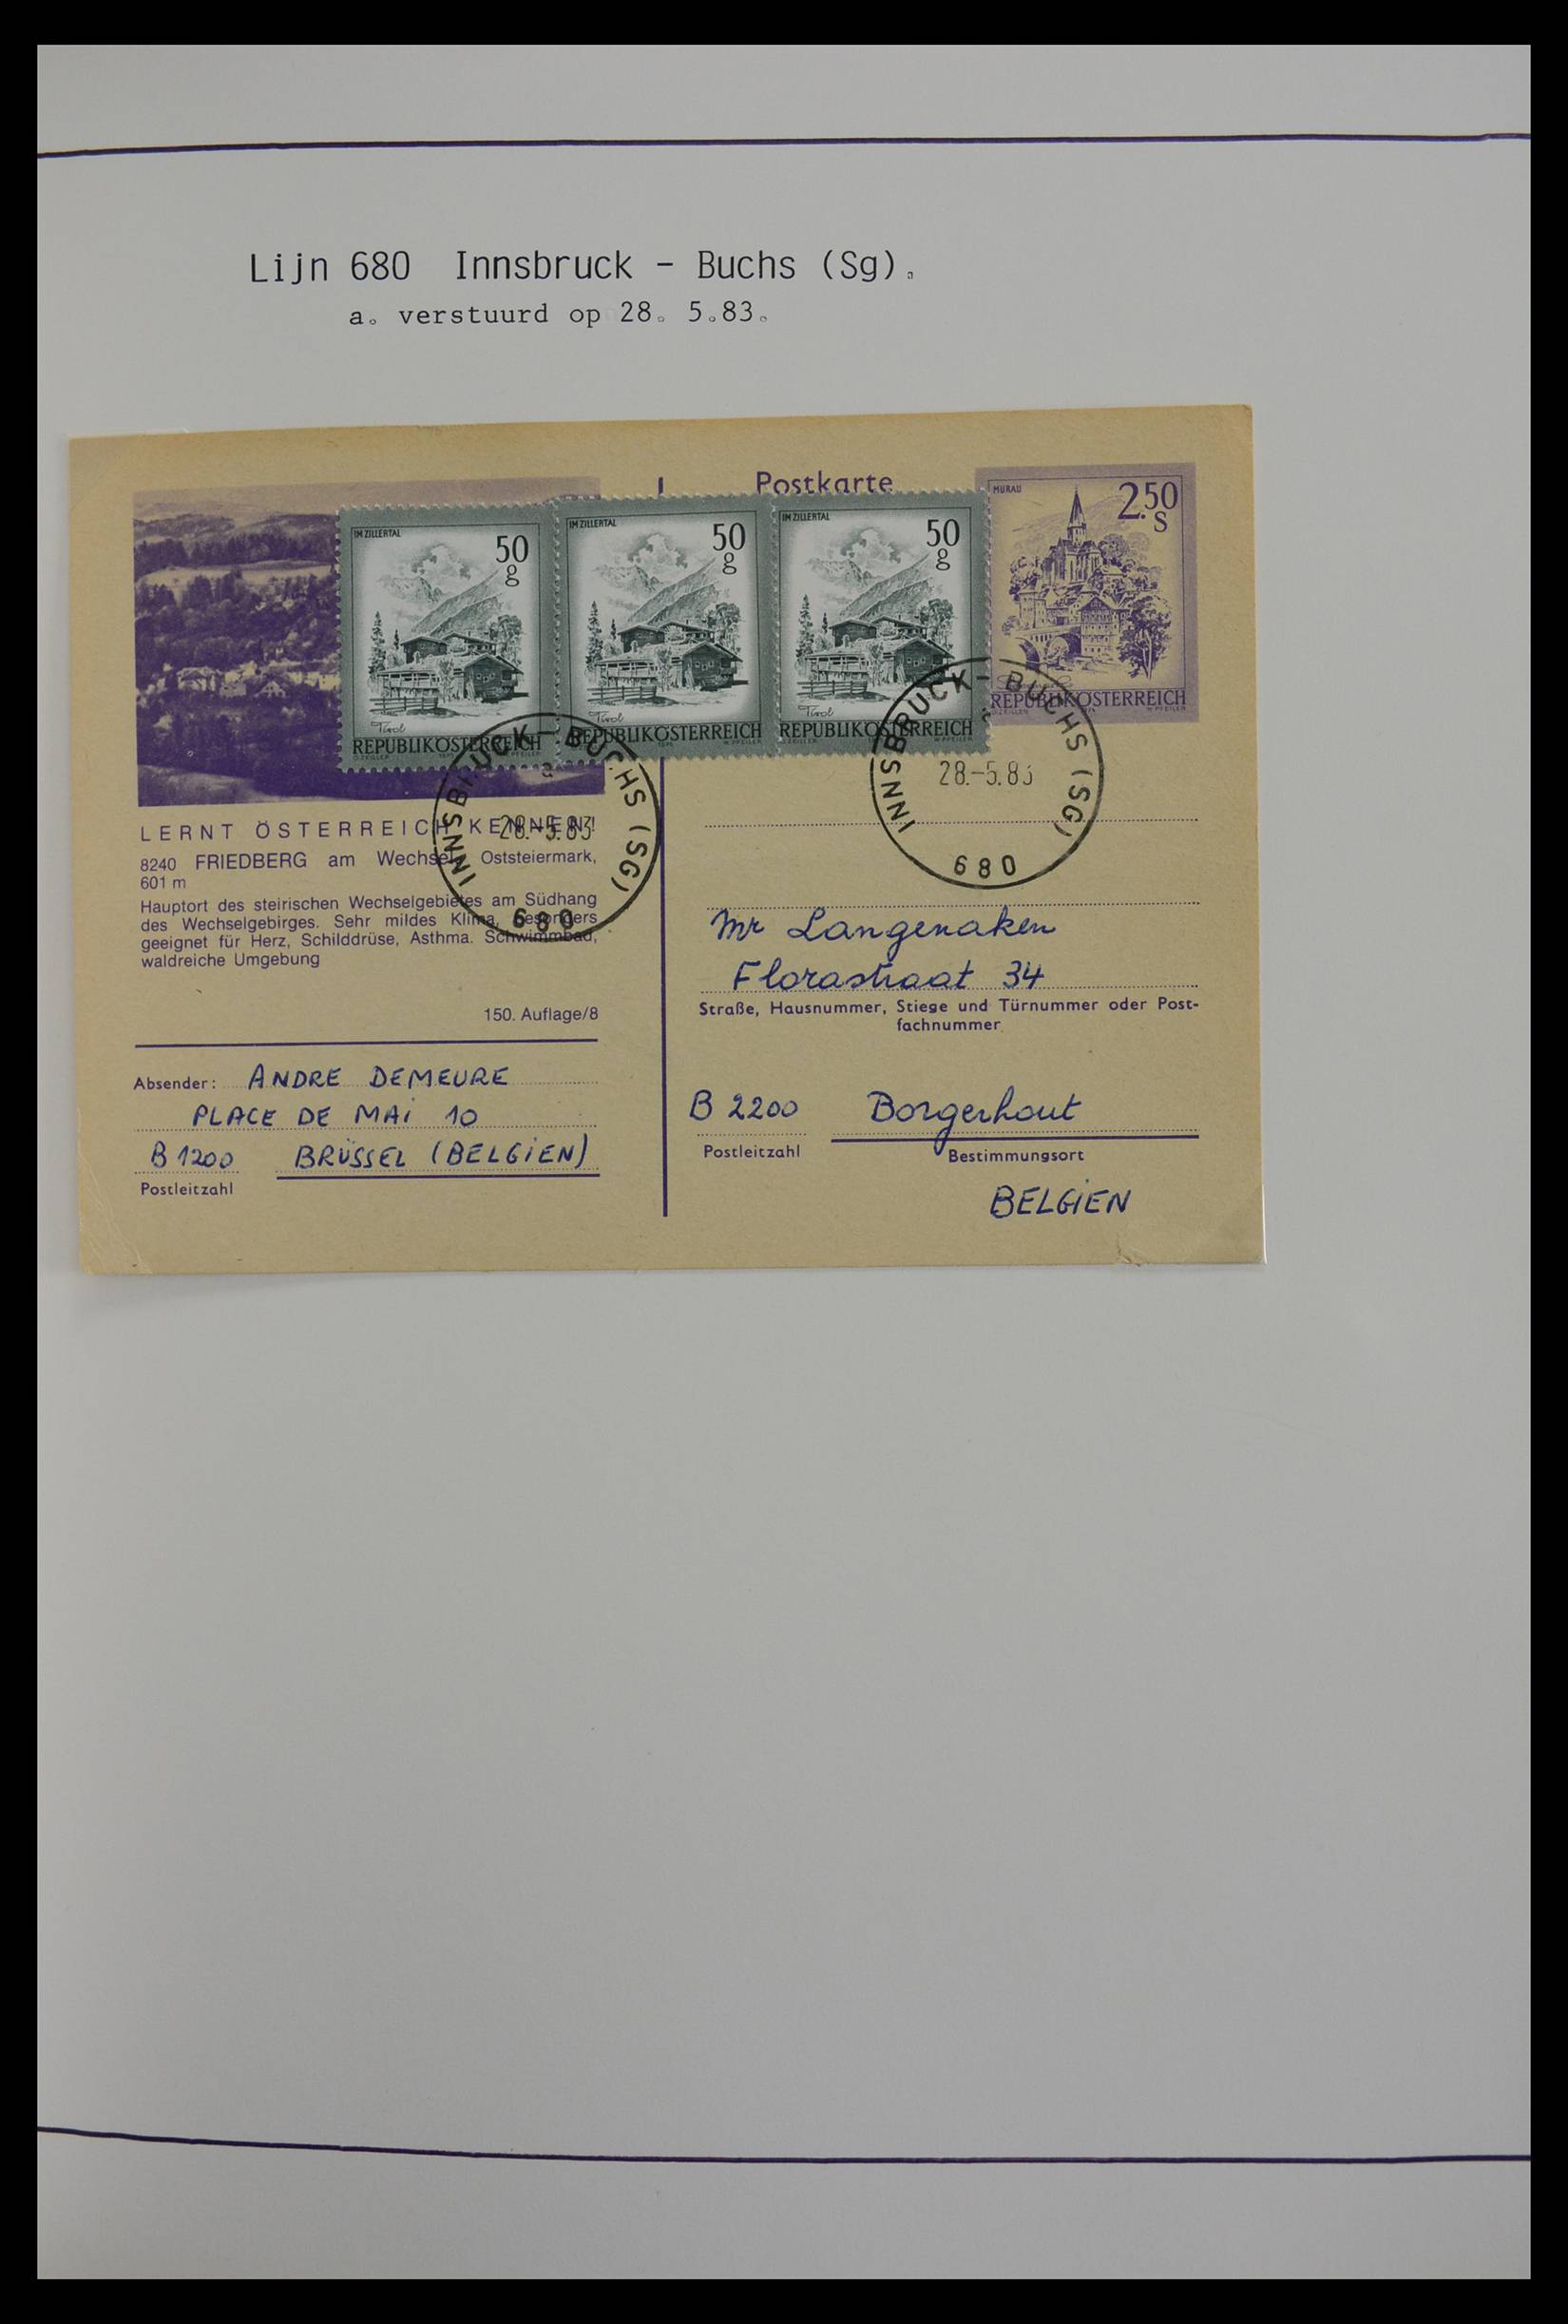 Lijn 680 Innsbruck - Buchs (Sg).
a. verstuurd op 28. 5.83.
Postkarte
IM ZILLERTAL
50 g
Tirol
REPUBLIK ÖSTERREICH
IM ZILLERTAL
50 g
Tirol
REPUBLIK ÖSTERREICH
IM ZILLERTAL
50 g
Tirol
REPUBLIK ÖSTERREICH
MURAU
2.50 S
REPUBLIK ÖSTERREICH
INNSBRUCK - BUCHS (SG)
a
28.-5.83
680
INNSBRUCK - BUCHS (SG)
28.-5.83
680
LERNT ÖSTERREICH KENNEN!
8240 FRIEDBERG am Wechsel, Oststeiermark,
601 m
Hauptort des steirischen Wechselgebietes am Südhang
des Wechselgebirges. Sehr mildes Klima, besonders
geeignet für Herz, Schilddrüse, Asthma. Schwimmbad,
waldreiche Umgebung
150. Auflage/8
Absender: ANDRE DEMEURE
PLACE DE MAI 10
B 1200 BRÜSSEL (BELGIEN)
Postleitzahl
Mr Langenaken
Florastraat 34
Straße, Hausnummer, Stiege und Türnummer oder Post-
fachnummer
B 2200 Borgerhout
Postleitzahl Bestimmungsort
BELGIEN